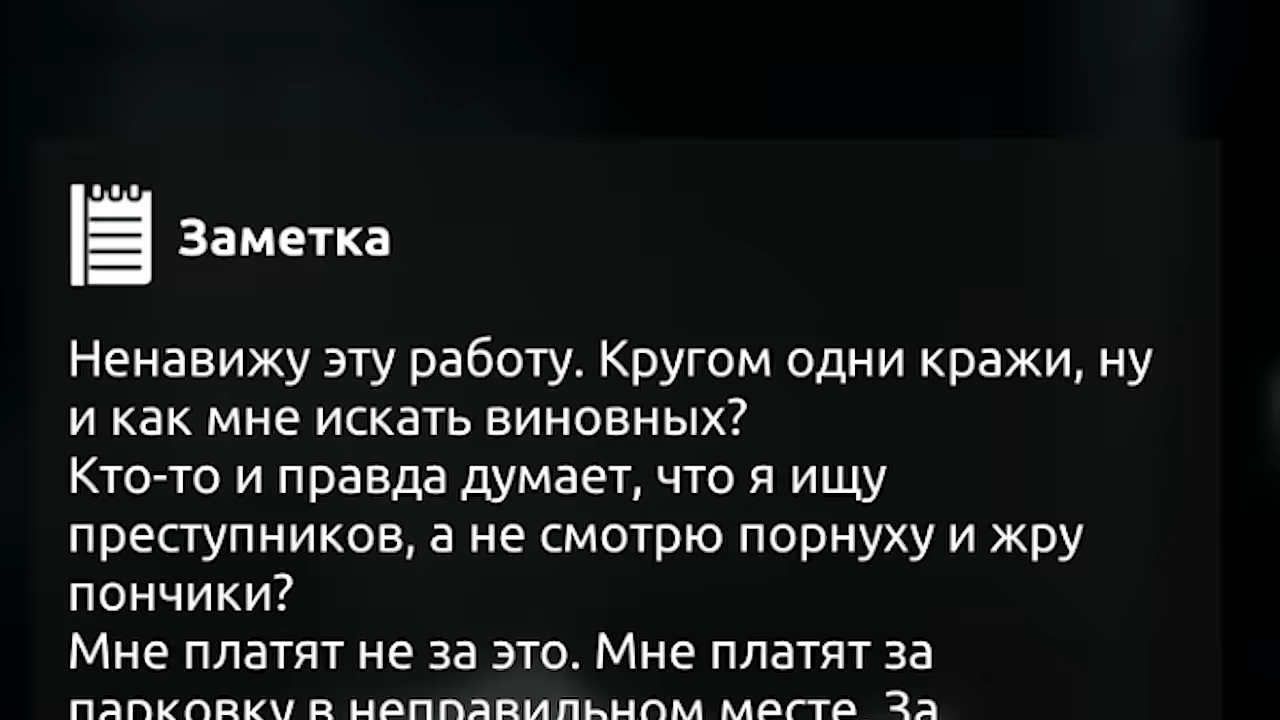 Заметка
Ненавижу эту работу. Кругом одни кражи, ну
и как мне искать виновных?
Кто-то и правда думает, что я ищу
преступников, а не смотрю порнуху и жру
пончики?
Мне платят не за это. Мне платят за
парковку в неправильном месте. За